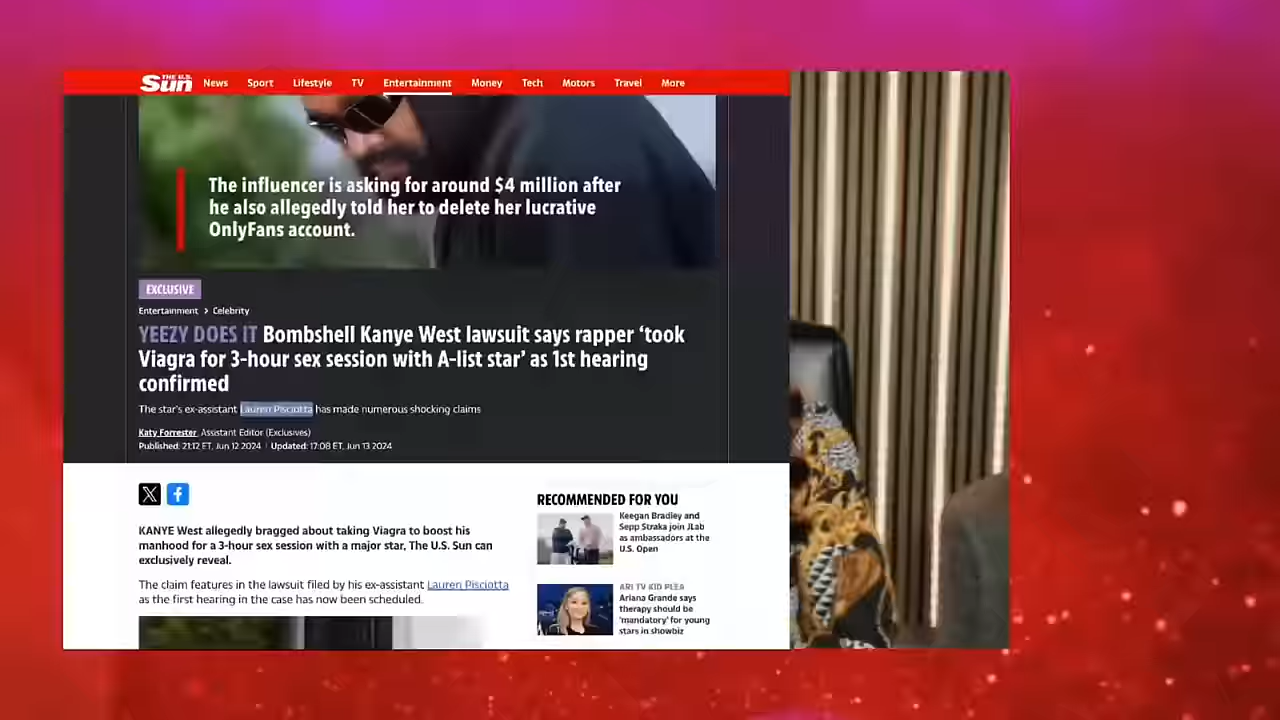 THE U.S. Sun News Sport Lifestyle TV Entertainment Money Tech Motors Travel More
The influencer is asking for around $4 million after
he also allegedly told her to delete her lucrative
OnlyFans account.
EXCLUSIVE
Entertainment > Celebrity
YEEZY DOES IT Bombshell Kanye West lawsuit says rapper ‘took
Viagra for 3-hour sex session with A-list star’ as 1st hearing
confirmed
The star's ex-assistant Lauren Pisciotta has made numerous shocking claims
Katy Forrester, Assistant Editor (Exclusives)
Published: 21:12 ET, Jun 12 2024 | Updated: 17:08 ET, Jun 13 2024
KANYE West allegedly bragged about taking Viagra to boost his
manhood for a 3-hour sex session with a major star, The U.S. Sun can
exclusively reveal.
The claim features in the lawsuit filed by his ex-assistant Lauren Pisciotta
as the first hearing in the case has now been scheduled.
RECOMMENDED FOR YOU
Keegan Bradley and
Sepp Straka join JLab
as ambassadors at the
U.S. Open
ARI TV KID PLEA
Ariana Grande says
therapy should be
'mandatory' for young
stars in showbiz